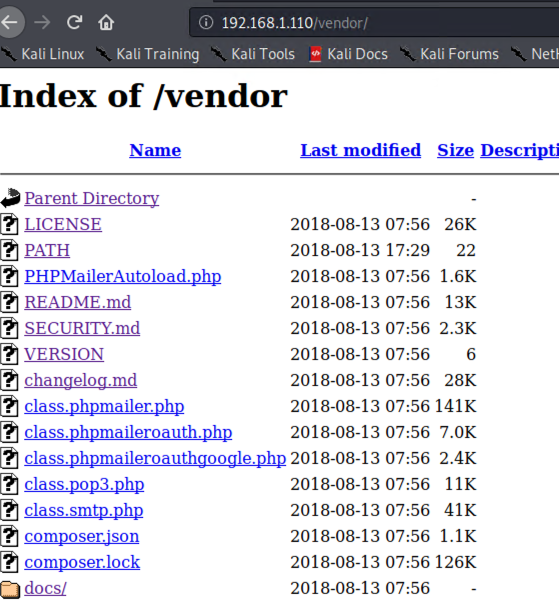 192.168.1.110/vendor/
Kali Linux Kali Training Kali Tools Kali Docs Kali Forums NetH
Index of /vendor
Name Last modified Size Descripti
Parent Directory -
LICENSE 2018-08-13 07:56 26K
PATH 2018-08-13 17:29 22
PHPMailerAutoload.php 2018-08-13 07:56 1.6K
README.md 2018-08-13 07:56 13K
SECURITY.md 2018-08-13 07:56 2.3K
VERSION 2018-08-13 07:56 6
changelog.md 2018-08-13 07:56 28K
class.phpmailer.php 2018-08-13 07:56 141K
class.phpmaileroauth.php 2018-08-13 07:56 7.0K
class.phpmaileroauthgoogle.php 2018-08-13 07:56 2.4K
class.pop3.php 2018-08-13 07:56 11K
class.smtp.php 2018-08-13 07:56 41K
composer.json 2018-08-13 07:56 1.1K
composer.lock 2018-08-13 07:56 126K
docs/ 2018-08-13 07:56 -